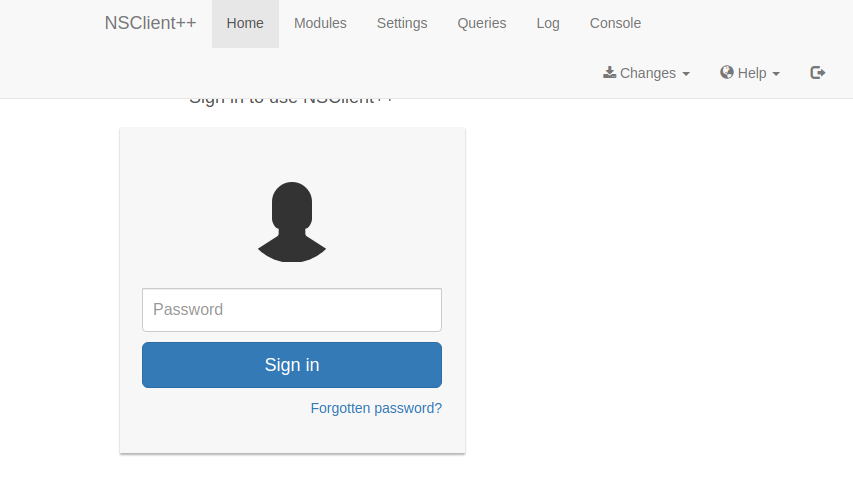 NSClient++ Home Modules Settings Queries Log Console
Changes Help
Sign in to use NSClient++
Password
Sign in
Forgotten password?